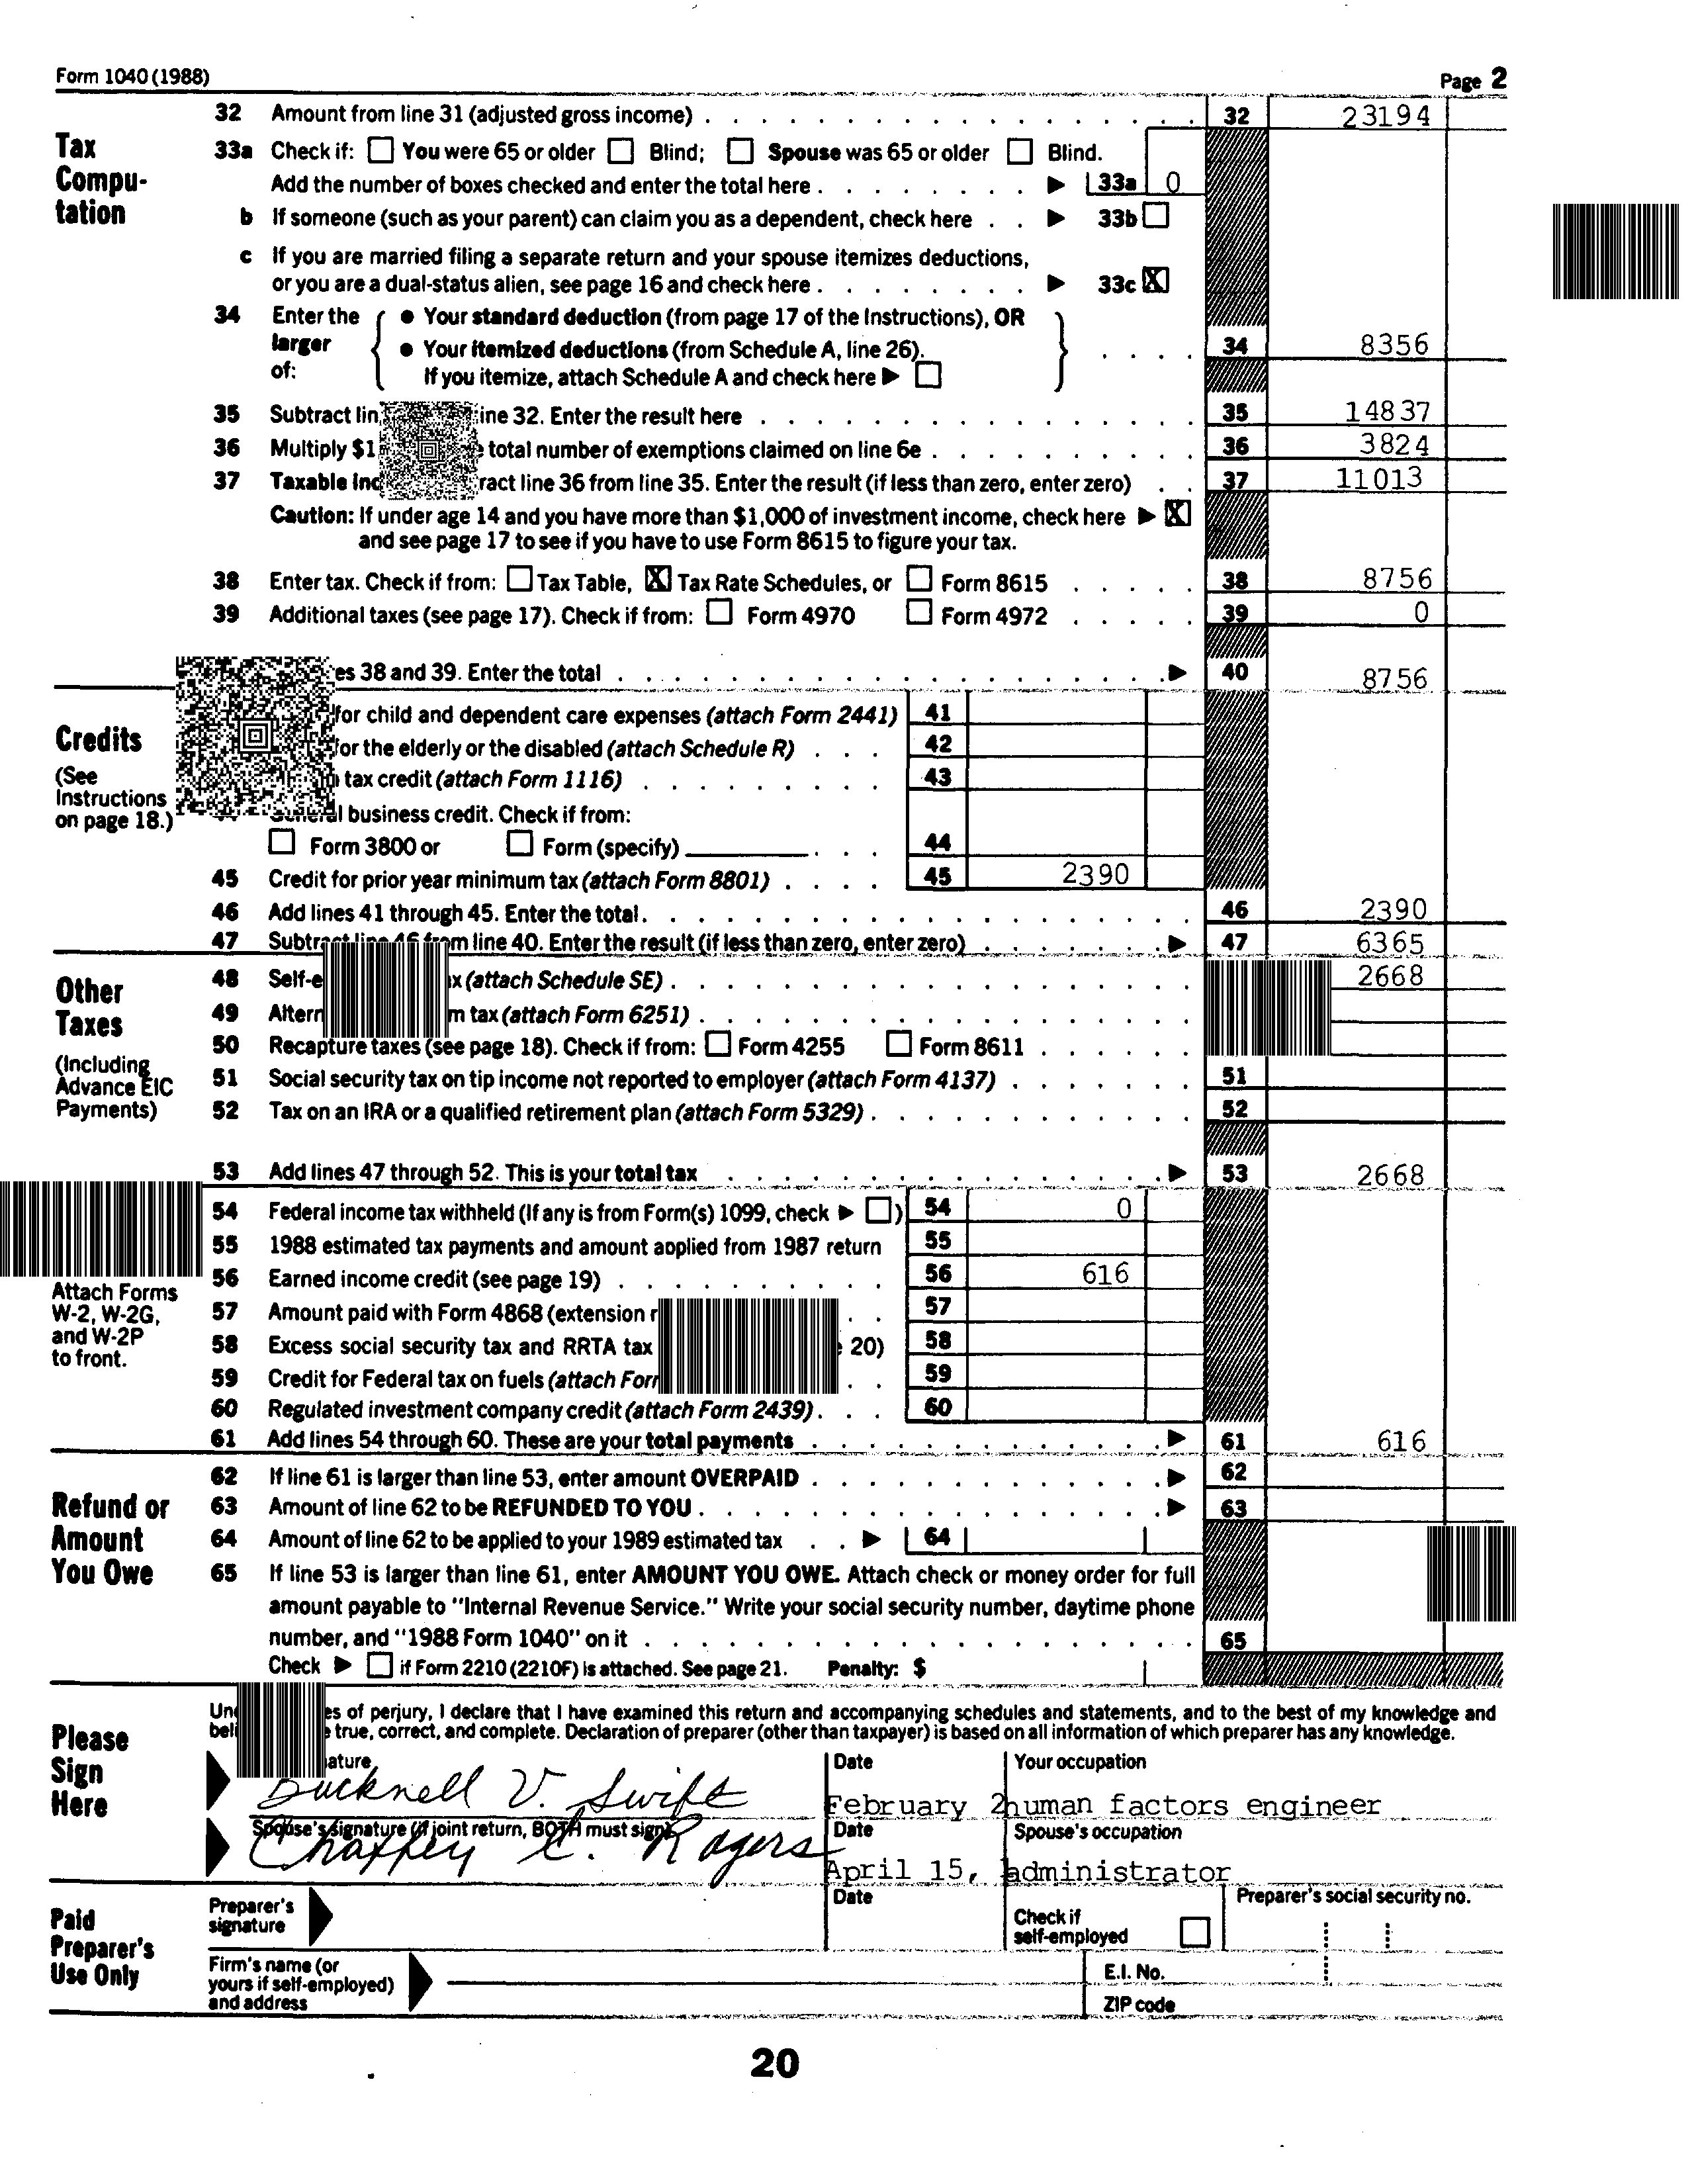 Form 1040 (1988) Page 2
32 Amount from line 31 (adjusted gross income) 32 23194
Tax Compu- tation
33a Check if: You were 65 or older Blind; Spouse was 65 or older Blind.
Add the number of boxes checked and enter the total here 33a 0
b If someone (such as your parent) can claim you as a dependent, check here 33b
c If you are married filing a separate return and your spouse itemizes deductions,
or you are a dual-status alien, see page 16 and check here 33c X
34 Enter the larger of:
• Your standard deduction (from page 17 of the Instructions), OR
• Your itemized deductions (from Schedule A, line 26).
If you itemize, attach Schedule A and check here
34 8356
35 Subtract ine 32. Enter the result here 35 14837
36 Multiply $1 total number of exemptions claimed on line 6e 36 3824
37 Taxable ract line 36 from line 35. Enter the result (if less than zero, enter zero) 37 11013
Caution: If under age 14 and you have more than $1,000 of investment income, check here X
and see page 17 to see if you have to use Form 8615 to figure your tax.
38 Enter tax. Check if from: Tax Table, X Tax Rate Schedules, or Form 8615 38 8756
39 Additional taxes (see page 17). Check if from: Form 4970 Form 4972 39 0
es 38 and 39. Enter the total 40 8756
Credits
(See Instructions on page 18.)
for child and dependent care expenses (attach Form 2441) 41
for the elderly or the disabled (attach Schedule R) 42
tax credit (attach Form 1116) 43
business credit. Check if from:
Form 3800 or Form (specify) 44
45 Credit for prior year minimum tax (attach Form 8801) 45 2390
46 Add lines 41 through 45. Enter the total. 46 2390
47 Subtract line 46 from line 40. Enter the result (if less than zero, enter zero) 47 6365
Other Taxes
(Including Advance EIC Payments)
48 Self-e x (attach Schedule SE) 2668
49 Altern m tax (attach Form 6251)
50 Recapture taxes (see page 18). Check if from: Form 4255 Form 8611
51 Social security tax on tip income not reported to employer (attach Form 4137) 51
52 Tax on an IRA or a qualified retirement plan (attach Form 5329) 52
53 Add lines 47 through 52. This is your total tax 53 2668
Attach Forms W-2, W-2G, and W-2P to front.
54 Federal income tax withheld (If any is from Form(s) 1099, check ) 54 0
55 1988 estimated tax payments and amount applied from 1987 return 55
56 Earned income credit (see page 19) 56 616
57 Amount paid with Form 4868 (extension r 57
58 Excess social security tax and RRTA tax 20) 58
59 Credit for Federal tax on fuels (attach For 59
60 Regulated investment company credit (attach Form 2439) 60
61 Add lines 54 through 60. These are your total payments 61 616
Refund or Amount You Owe
62 If line 61 is larger than line 53, enter amount OVERPAID 62
63 Amount of line 62 to be REFUNDED TO YOU 63
64 Amount of line 62 to be applied to your 1989 estimated tax 64
65 If line 53 is larger than line 61, enter AMOUNT YOU OWE. Attach check or money order for full
amount payable to "Internal Revenue Service." Write your social security number, daytime phone
number, and "1988 Form 1040" on it 65
Check if Form 2210 (2210F) is attached. See page 21. Penalty: $
Please Sign Here
Un es of perjury, I declare that I have examined this return and accompanying schedules and statements, and to the best of my knowledge and
beli true, correct, and complete. Declaration of preparer (other than taxpayer) is based on all information of which preparer has any knowledge.
ature Date Your occupation
Bucknell V. Swift February 2 human factors engineer
Spouse's signature (if joint return, BOTH must sign) Date Spouse's occupation
Chaffey C. Rogers April 15, administrator
Paid Preparer's Use Only
Preparer's signature Date Check if self-employed Preparer's social security no.
Firm's name (or yours if self-employed) and address E.I. No.
ZIP code
20